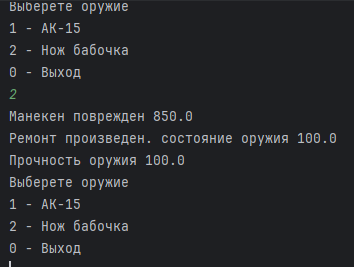 Выберете оружие
1 - АК-15
2 - Нож бабочка
0 - Выход
2
Манекен поврежден 850.0
Ремонт произведен. состояние оружия 100.0
Прочность оружия 100.0
Выберете оружие
1 - АК-15
2 - Нож бабочка
0 - Выход